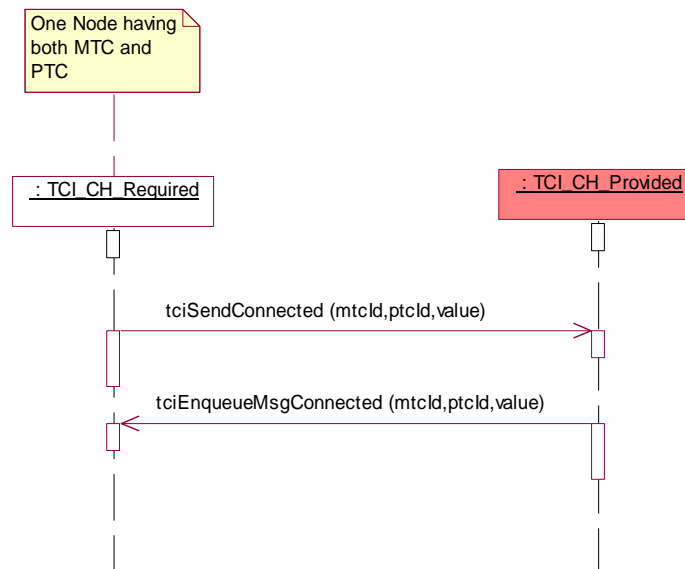 One Node having
both MTC and
PTC
: TCI_CH_Required
: TCI_CH_Provided
tciSendConnected (mtcId,ptcId,value)
tciEnqueueMsgConnected (mtcId,ptcId,value)